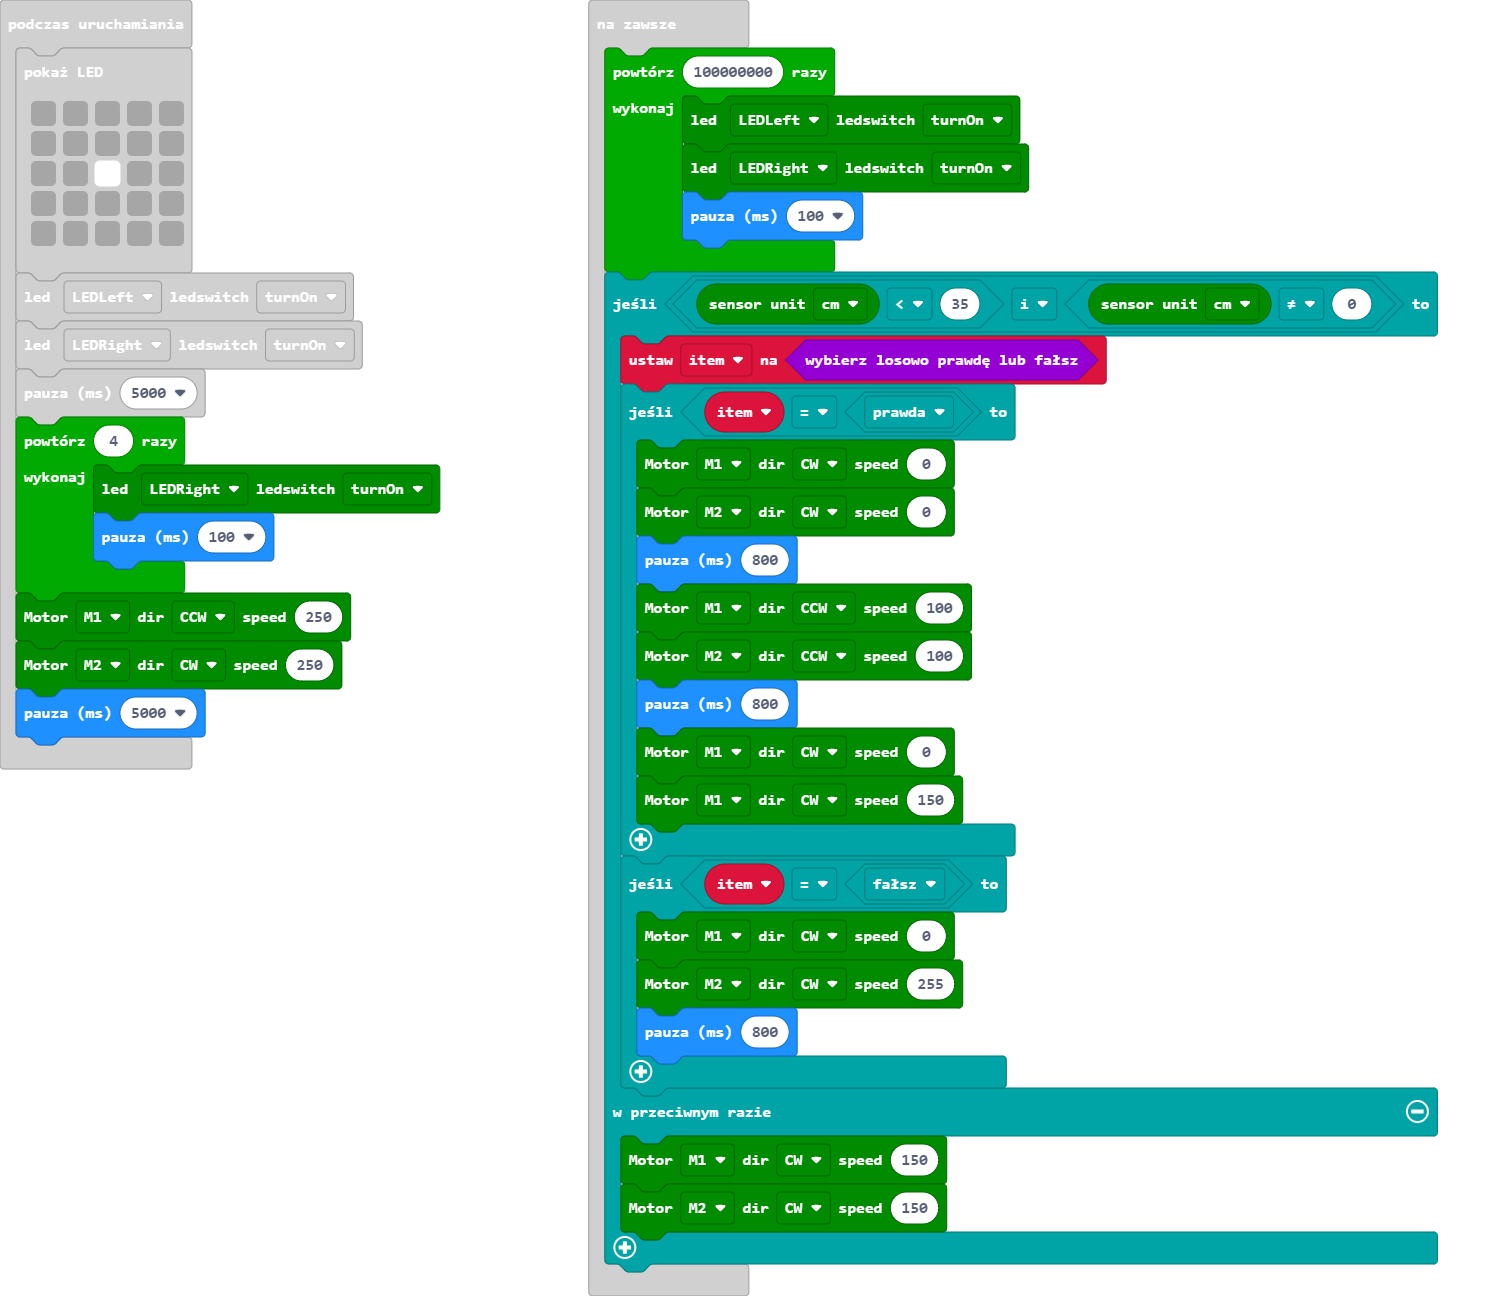 podczas uruchamiania
pokaż LED
led LEDLeft ledswitch turnOn
led LEDRight ledswitch turnOn
pauza (ms) 5000
powtórz 4 razy
wykonaj
led LEDRight ledswitch turnOn
pauza (ms) 100
Motor M1 dir CCW speed 250
Motor M2 dir CW speed 250
pauza (ms) 5000
na zawsze
powtórz 100000000 razy
wykonaj
led LEDLeft ledswitch turnOn
led LEDRight ledswitch turnOn
pauza (ms) 100
jeśli sensor unit cm < 35 i sensor unit cm ≠ 0 to
ustaw item na wybierz losowo prawdę lub fałsz
jeśli item = prawda to
Motor M1 dir CW speed 0
Motor M2 dir CW speed 0
pauza (ms) 800
Motor M1 dir CCW speed 100
Motor M2 dir CCW speed 100
pauza (ms) 800
Motor M1 dir CW speed 0
Motor M1 dir CW speed 150
jeśli item = fałsz to
Motor M1 dir CW speed 0
Motor M2 dir CW speed 255
pauza (ms) 800
w przeciwnym razie
Motor M1 dir CW speed 150
Motor M2 dir CW speed 150